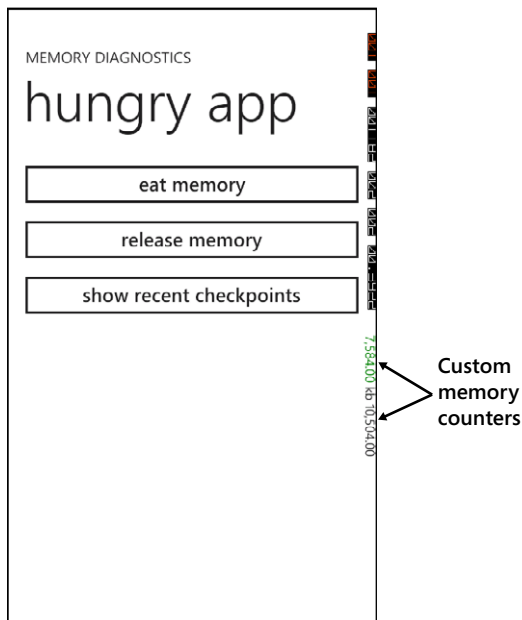 MEMORY DIAGNOSTICS
hungry app
eat memory
release memory
show recent checkpoints
7,584.00 kb 10,504.00
Custom
memory
counters